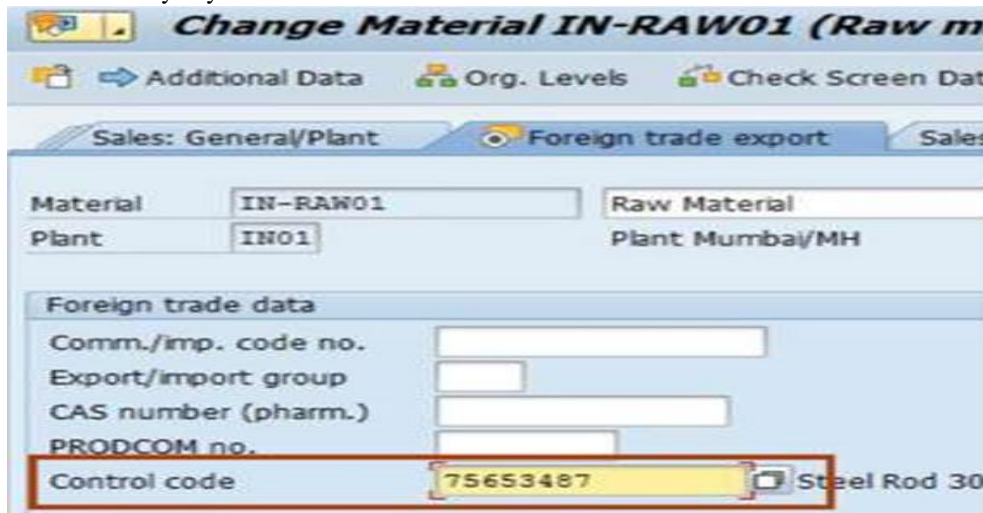 Change Material IN-RAW01 (Raw m
Additional Data Org. Levels Check Screen Dat
Sales: General/Plant Foreign trade export Sales
Material IN-RAW01 Raw Material
Plant IN01 Plant Mumbai/MH
Foreign trade data
Comm./imp. code no.
Export/import group
CAS number (pharm.)
PRODCOM no.
Control code 75653487 Steel Rod 30